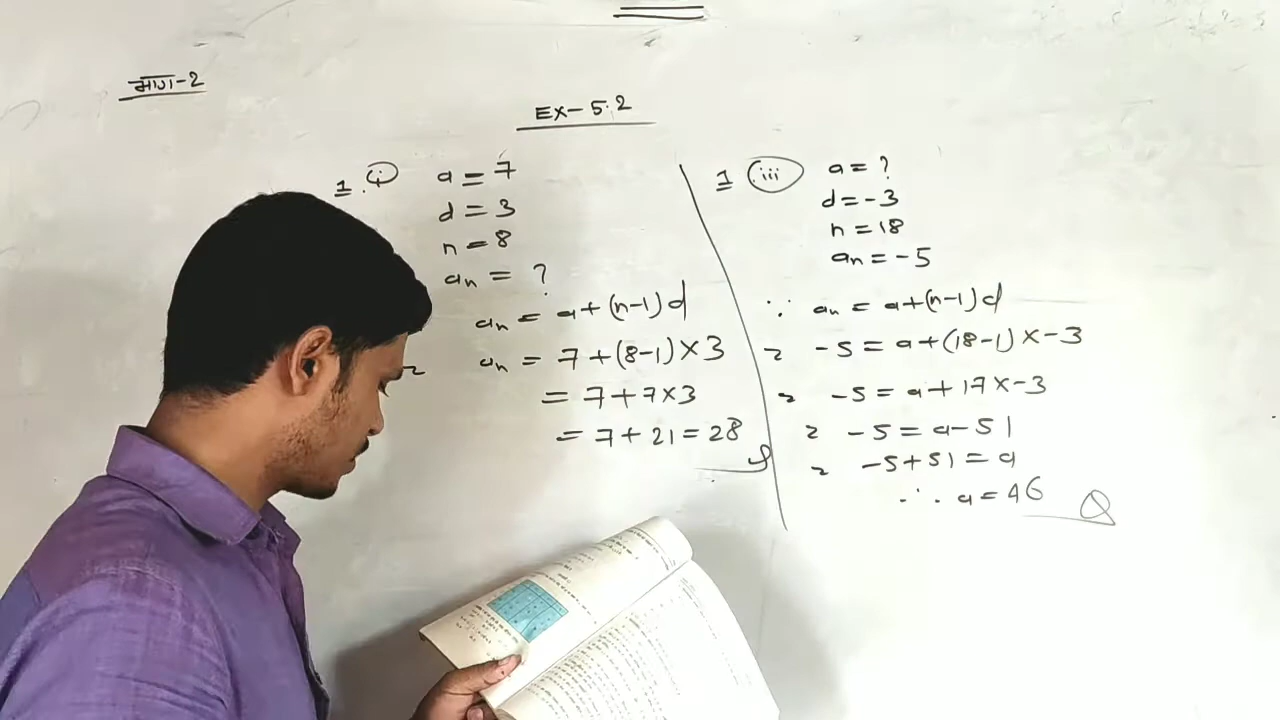 भाग-2
EX-5.2
1. (i) a = 7
d = 3
n = 8
an = ?
an = a+(n-1)d
an = 7+(8-1)×3
= 7+7×3
= 7+21=28
1 (iii) a = ?
d=-3
n =18
an =-5
∵ an = a+(n-1)d
-5 = a+(18-1)×-3
-5 = a+17×-3
-5 = a-51
-5+51 = a
∴ a = 46